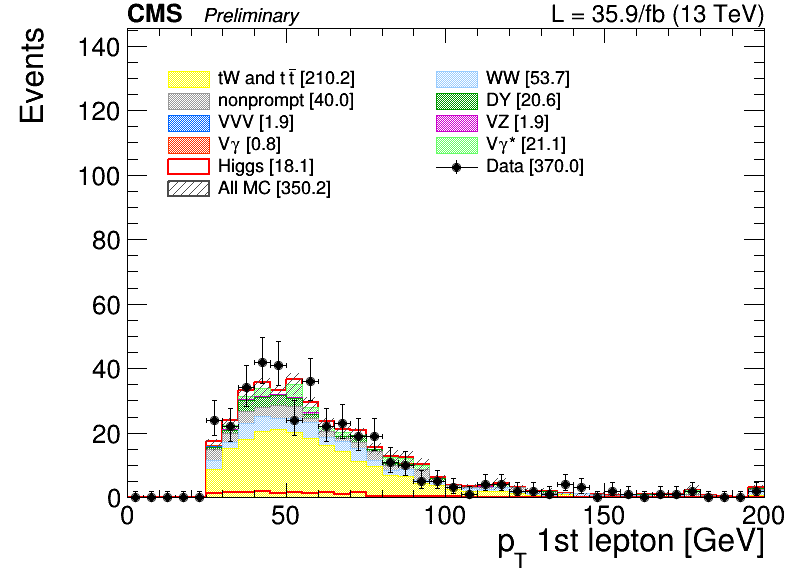 CMS Preliminary L = 35.9/fb (13 TeV)
Events
140
120
100
80
60
40
20
0
tW and tt̅ [210.2]
nonprompt [40.0]
VVV [1.9]
Vγ [0.8]
Higgs [18.1]
All MC [350.2]
WW [53.7]
DY [20.6]
VZ [1.9]
Vγ* [21.1]
Data [370.0]
0 50 100 150 200
pT 1st lepton [GeV]